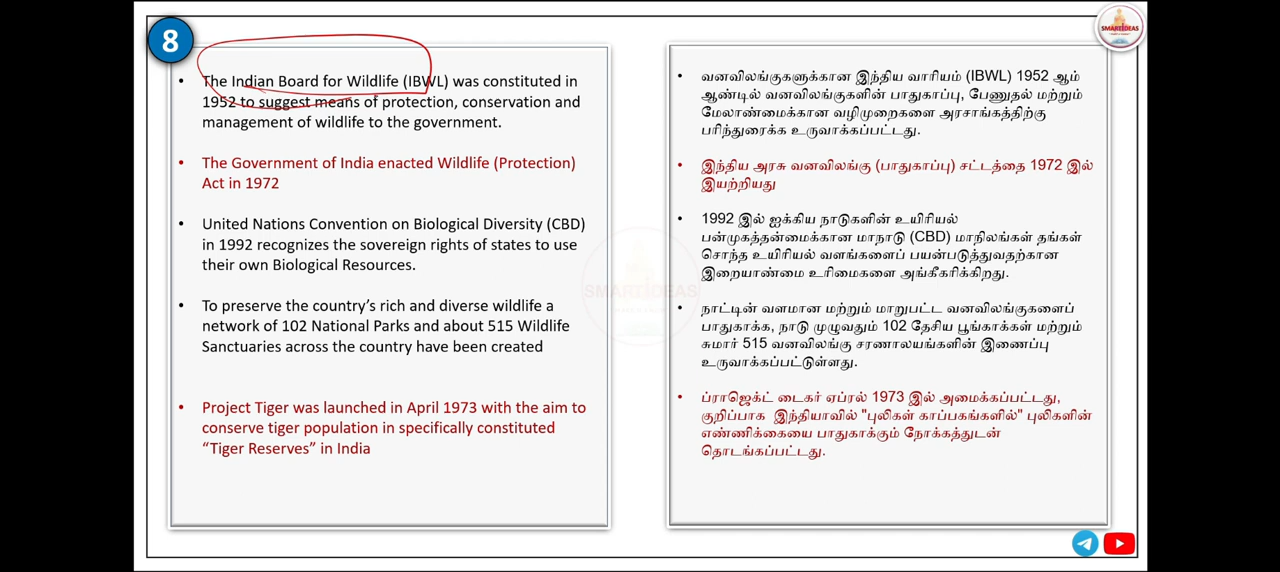 8
SMART IDEAS
• The Indian Board for Wildlife (IBWL) was constituted in
1952 to suggest means of protection, conservation and
management of wildlife to the government.
• The Government of India enacted Wildlife (Protection)
Act in 1972
• United Nations Convention on Biological Diversity (CBD)
in 1992 recognizes the sovereign rights of states to use
their own Biological Resources.
• To preserve the country's rich and diverse wildlife a
network of 102 National Parks and about 515 Wildlife
Sanctuaries across the country have been created
• Project Tiger was launched in April 1973 with the aim to
conserve tiger population in specifically constituted
“Tiger Reserves” in India
• வனவிலங்குகளுக்கான இந்திய வாரியம் (IBWL) 1952 ஆம்
ஆண்டில் வனவிலங்குகளின் பாதுகாப்பு, பேணுதல் மற்றும்
மேலாண்மைக்கான வழிமுறைகளை அரசாங்கத்திற்கு
பரிந்துரைக்க உருவாக்கப்பட்டது.
• இந்திய அரசு வனவிலங்கு (பாதுகாப்பு) சட்டத்தை 1972 இல்
இயற்றியது
• 1992 இல் ஐக்கிய நாடுகளின் உயிரியல்
பன்முகத்தன்மைக்கான மாநாடு (CBD) மாநிலங்கள் தங்கள்
சொந்த உயிரியல் வளங்களைப் பயன்படுத்துவதற்கான
இறையாண்மை உரிமைகளை அங்கீகரிக்கிறது.
• நாட்டின் வளமான மற்றும் மாறுபட்ட வனவிலங்குகளைப்
பாதுகாக்க, நாடு முழுவதும் 102 தேசிய பூங்காக்கள் மற்றும்
சுமார் 515 வனவிலங்கு சரணாலயங்களின் இணைப்பு
உருவாக்கப்பட்டுள்ளது.
• ப்ராஜெக்ட் டைகர் ஏப்ரல் 1973 இல் அமைக்கப்பட்டது,
குறிப்பாக இந்தியாவில் "புலிகள் காப்பகங்களில்" புலிகளின்
எண்ணிக்கையை பாதுகாக்கும் நோக்கத்துடன்
தொடங்கப்பட்டது.
SMART IDEAS